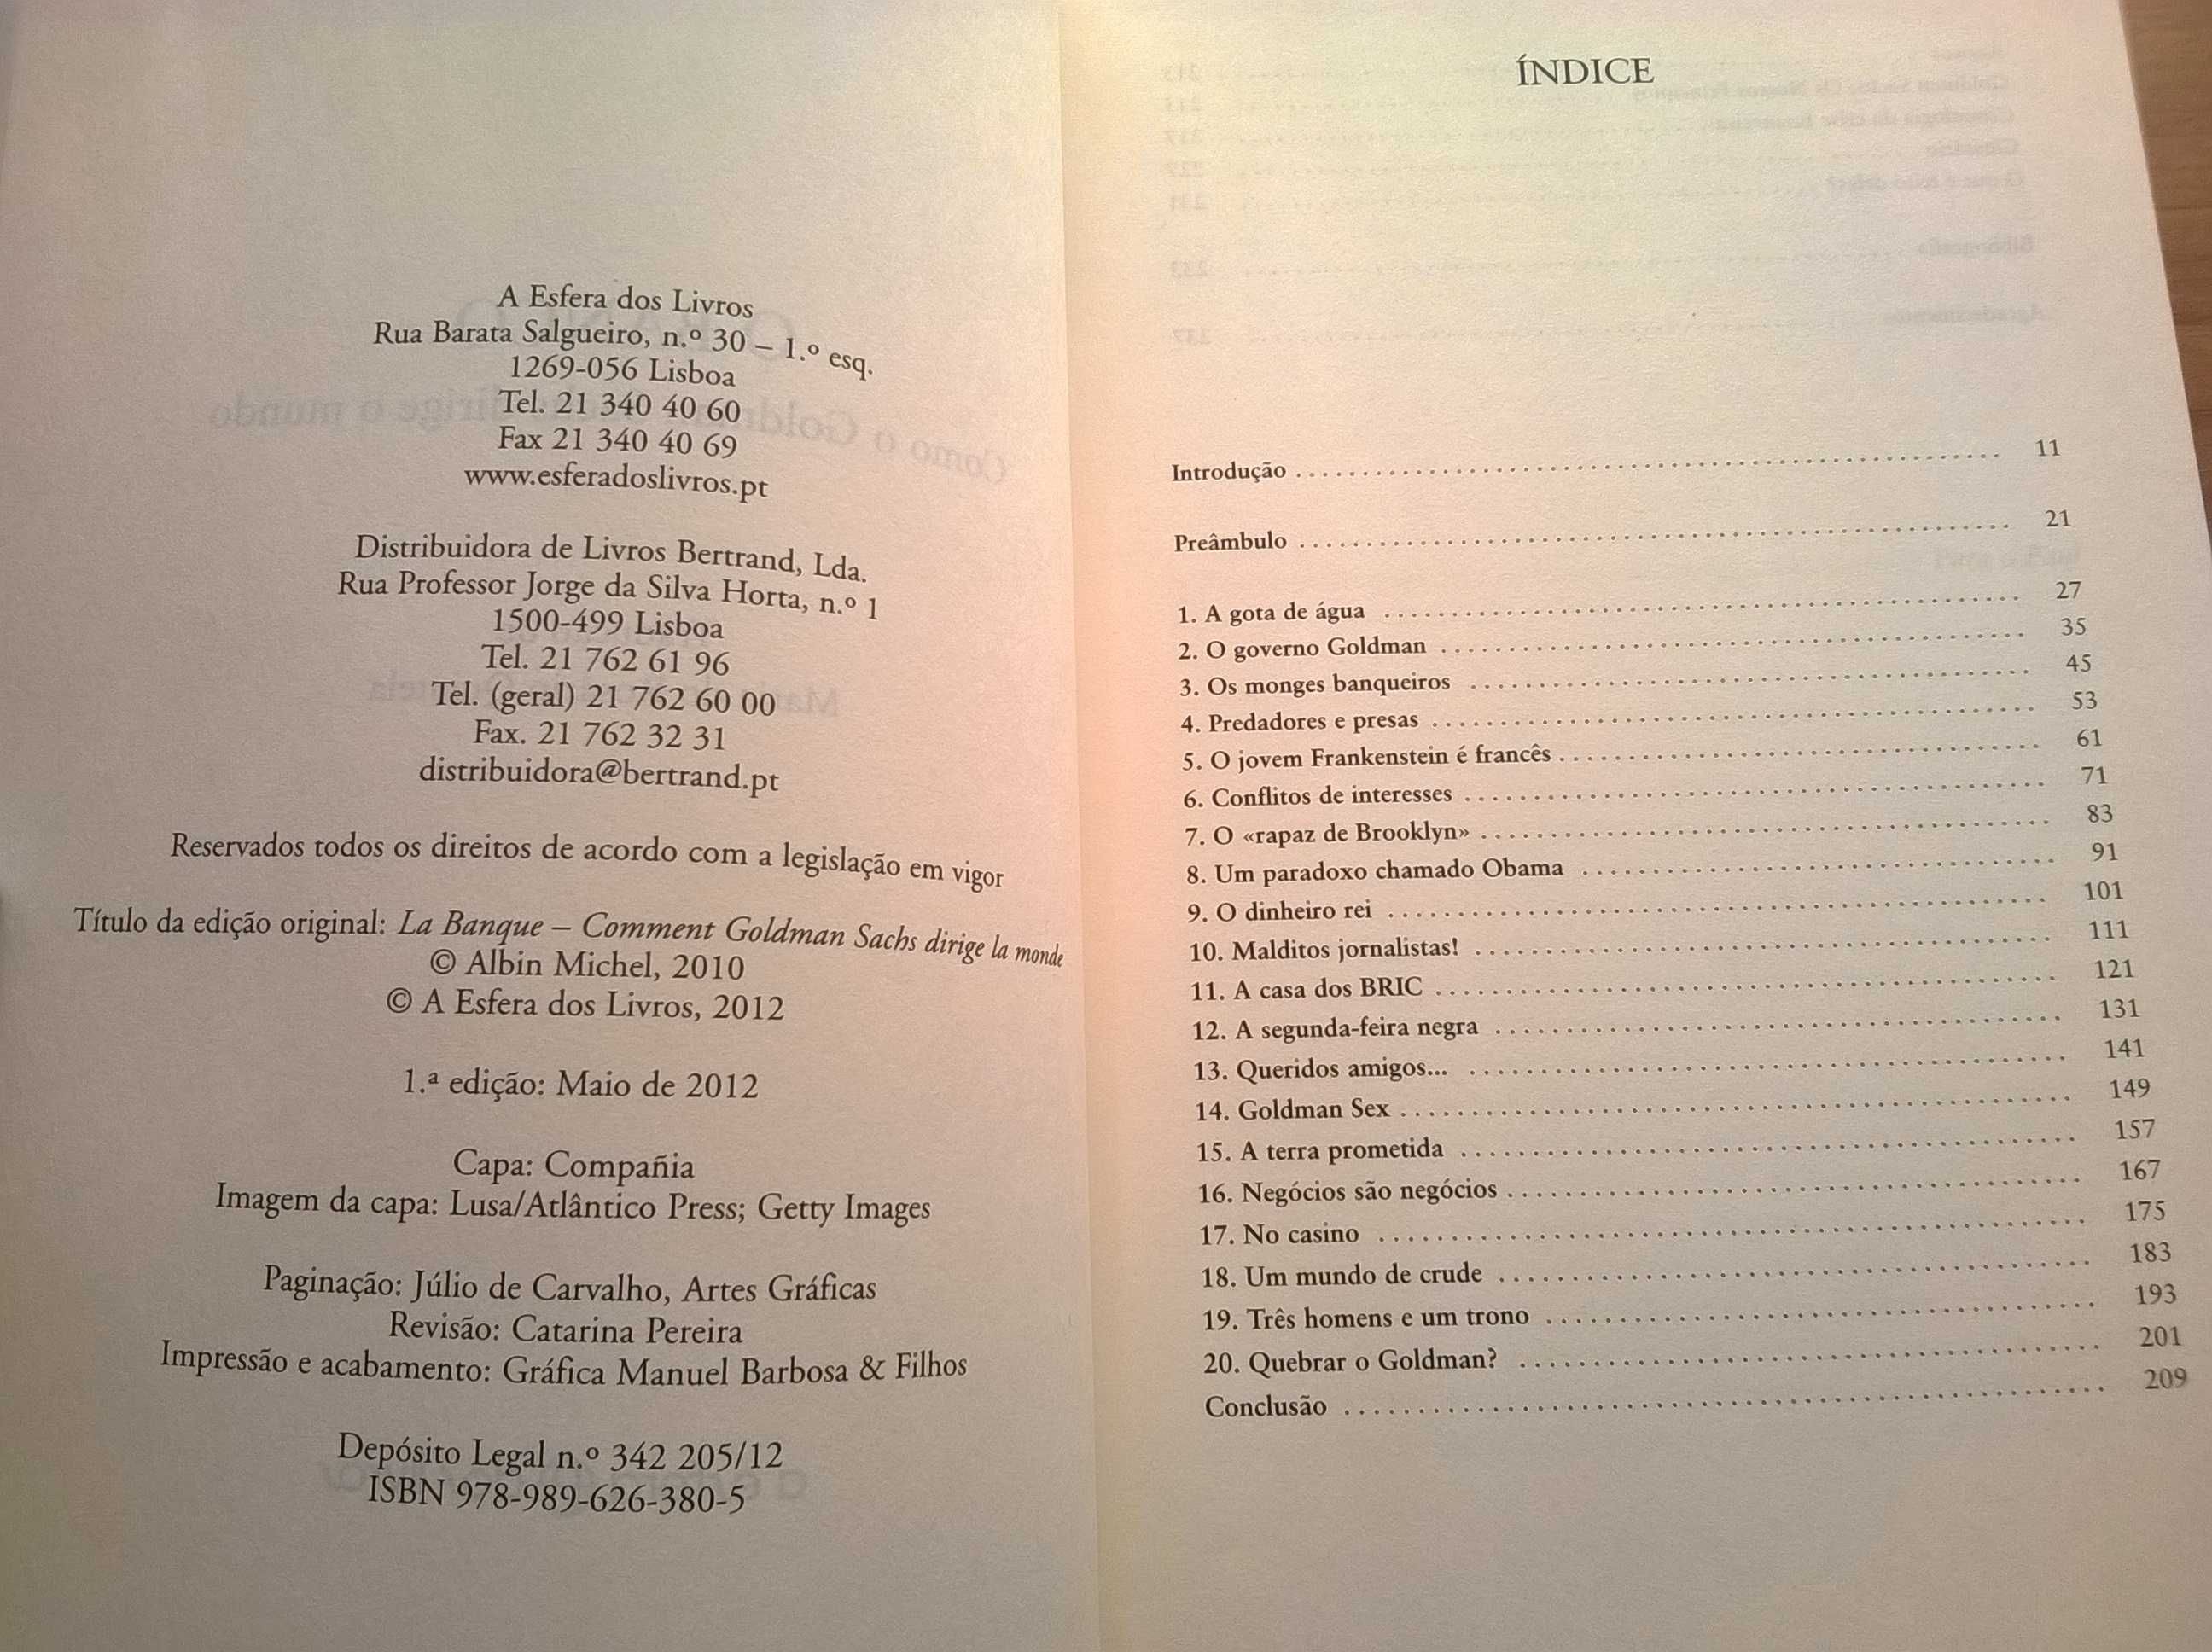 A Esfera dos Livros
Rua Barata Salgueiro, n.º 30 – 1.º esq.
1269-056 Lisboa
Tel. 21 340 40 60
Fax 21 340 40 69
www.esferadoslivros.pt
Distribuidora de Livros Bertrand, Lda.
Rua Professor Jorge da Silva Horta, n.º 1
1500-499 Lisboa
Tel. 21 762 61 96
Tel. (geral) 21 762 60 00
Fax. 21 762 32 31
distribuidora@bertrand.pt
Reservados todos os direitos de acordo com a legislação em vigor
Título da edição original: La Banque – Comment Goldman Sachs dirige la monde
© Albin Michel, 2010
© A Esfera dos Livros, 2012
1.ª edição: Maio de 2012
Capa: Compañia
Imagem da capa: Lusa/Atlântico Press; Getty Images
Paginação: Júlio de Carvalho, Artes Gráficas
Revisão: Catarina Pereira
Impressão e acabamento: Gráfica Manuel Barbosa & Filhos
Depósito Legal n.º 342 205/12
ISBN 978-989-626-380-5
ÍNDICE
Introdução 11
Preâmbulo 21
1. A gota de água 27
2. O governo Goldman 35
3. Os monges banqueiros 45
4. Predadores e presas 53
5. O jovem Frankenstein é francês 61
6. Conflitos de interesses 71
7. O «rapaz de Brooklyn» 83
8. Um paradoxo chamado Obama 91
9. O dinheiro rei 101
10. Malditos jornalistas! 111
11. A casa dos BRIC 121
12. A segunda-feira negra 131
13. Queridos amigos... 141
14. Goldman Sex 149
15. A terra prometida 157
16. Negócios são negócios 167
17. No casino 175
18. Um mundo de crude 183
19. Três homens e um trono 193
20. Quebrar o Goldman? 201
Conclusão 209